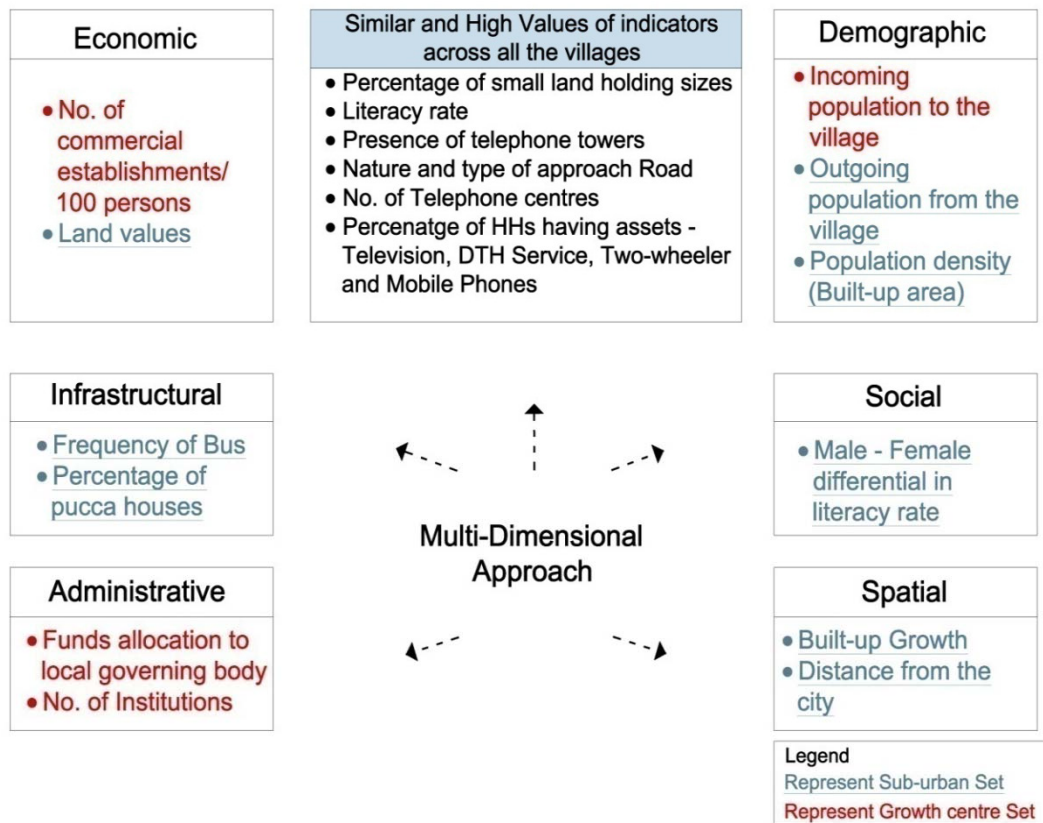 Economic
• No. of
commercial
establishments/
100 persons
• Land values
Similar and High Values of indicators
across all the villages
• Percentage of small land holding sizes
• Literacy rate
• Presence of telephone towers
• Nature and type of approach Road
• No. of Telephone centres
• Percenatge of HHs having assets -
Television, DTH Service, Two-wheeler
and Mobile Phones
Demographic
• Incoming
population to the
village
• Outgoing
population from the
village
• Population density
(Built-up area)
Infrastructural
• Frequency of Bus
• Percentage of
pucca houses
Multi-Dimensional
Approach
Social
• Male - Female
differential in
literacy rate
Administrative
• Funds allocation to
local governing body
• No. of Institutions
Spatial
• Built-up Growth
• Distance from the
city
Legend
Represent Sub-urban Set
Represent Growth centre Set